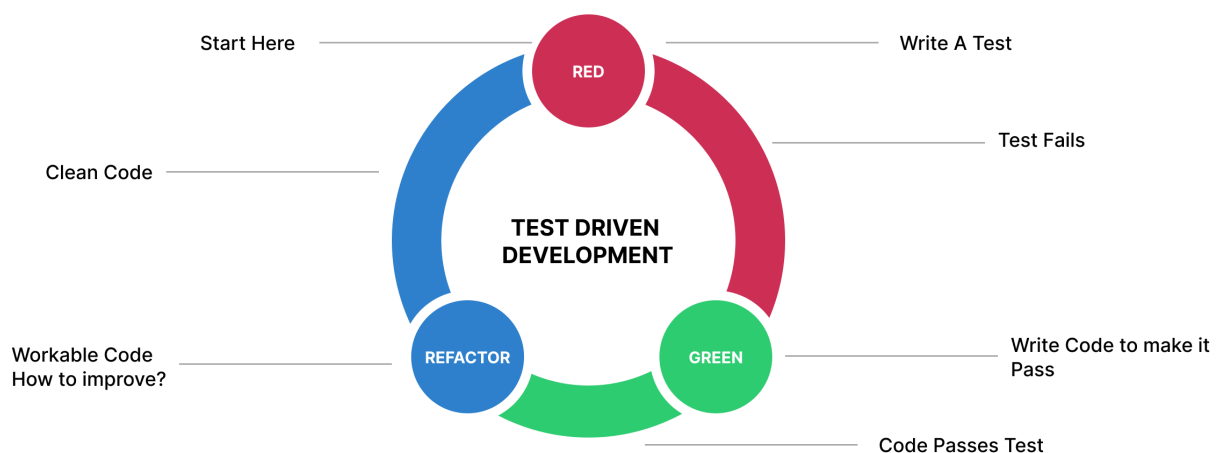 Start Here
RED
Write A Test
Test Fails
Clean Code
TEST DRIVEN
DEVELOPMENT
Workable Code
How to improve?
REFACTOR
GREEN
Write Code to make it
Pass
Code Passes Test